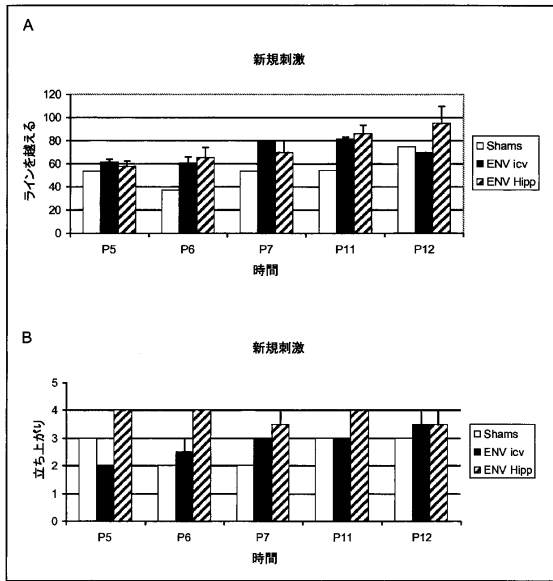 A
新規刺激
ラインを越える
120
100
80
60
40
20
0
P5 P6 P7 P11 P12
時間
Shams
ENV icv
ENV Hipp
B
新規刺激
立ち上がり
5
4
3
2
1
0
P5 P6 P7 P11 P12
時間
Shams
ENV icv
ENV Hipp